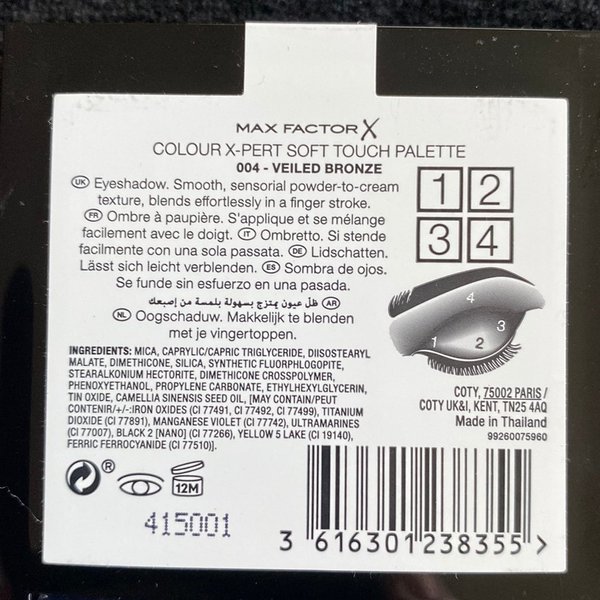 MAX FACTOR X
COLOUR X-PERT SOFT TOUCH PALETTE
004 - VEILED BRONZE
UK Eyeshadow. Smooth, sensorial powder-to-cream
texture, blends effortlessly in a finger stroke.
FR Ombre à paupière. S'applique et se mélange
facilement avec le doigt. IT Ombretto. Si stende
facilmente con una sola passata. DE Lidschatten.
Lässt sich leicht verblenden. ES Sombra de ojos.
Se funde sin esfuerzo en una pasada.
AR ظل عيون يمتزج بسهولة بلمسة من إصبعك
NL Oogschaduw. Makkelijk te blenden
met je vingertoppen.
1 2
3 4
4
1 2 3
INGREDIENTS: MICA, CAPRYLIC/CAPRIC TRIGLYCERIDE, DIISOSTEARYL
MALATE, DIMETHICONE, SILICA, SYNTHETIC FLUORPHLOGOPITE,
STEARALKONIUM HECTORITE, DIMETHICONE CROSSPOLYMER,
PHENOXYETHANOL, PROPYLENE CARBONATE, ETHYLHEXYLGLYCERIN,
TIN OXIDE, CAMELLIA SINENSIS SEED OIL, [MAY CONTAIN/PEUT
CONTENIR/+/-:IRON OXIDES (CI 77491, CI 77492, CI 77499), TITANIUM
DIOXIDE (CI 77891), MANGANESE VIOLET (CI 77742), ULTRAMARINES
(CI 77007), BLACK 2 [NANO] (CI 77266), YELLOW 5 LAKE (CI 19140),
FERRIC FERROCYANIDE (CI 77510)].
COTY, 75002 PARIS /
COTY UK&I, KENT, TN25 4AQ
Made in Thailand
99260075960
® 12M
415001
3 616301 238355 >